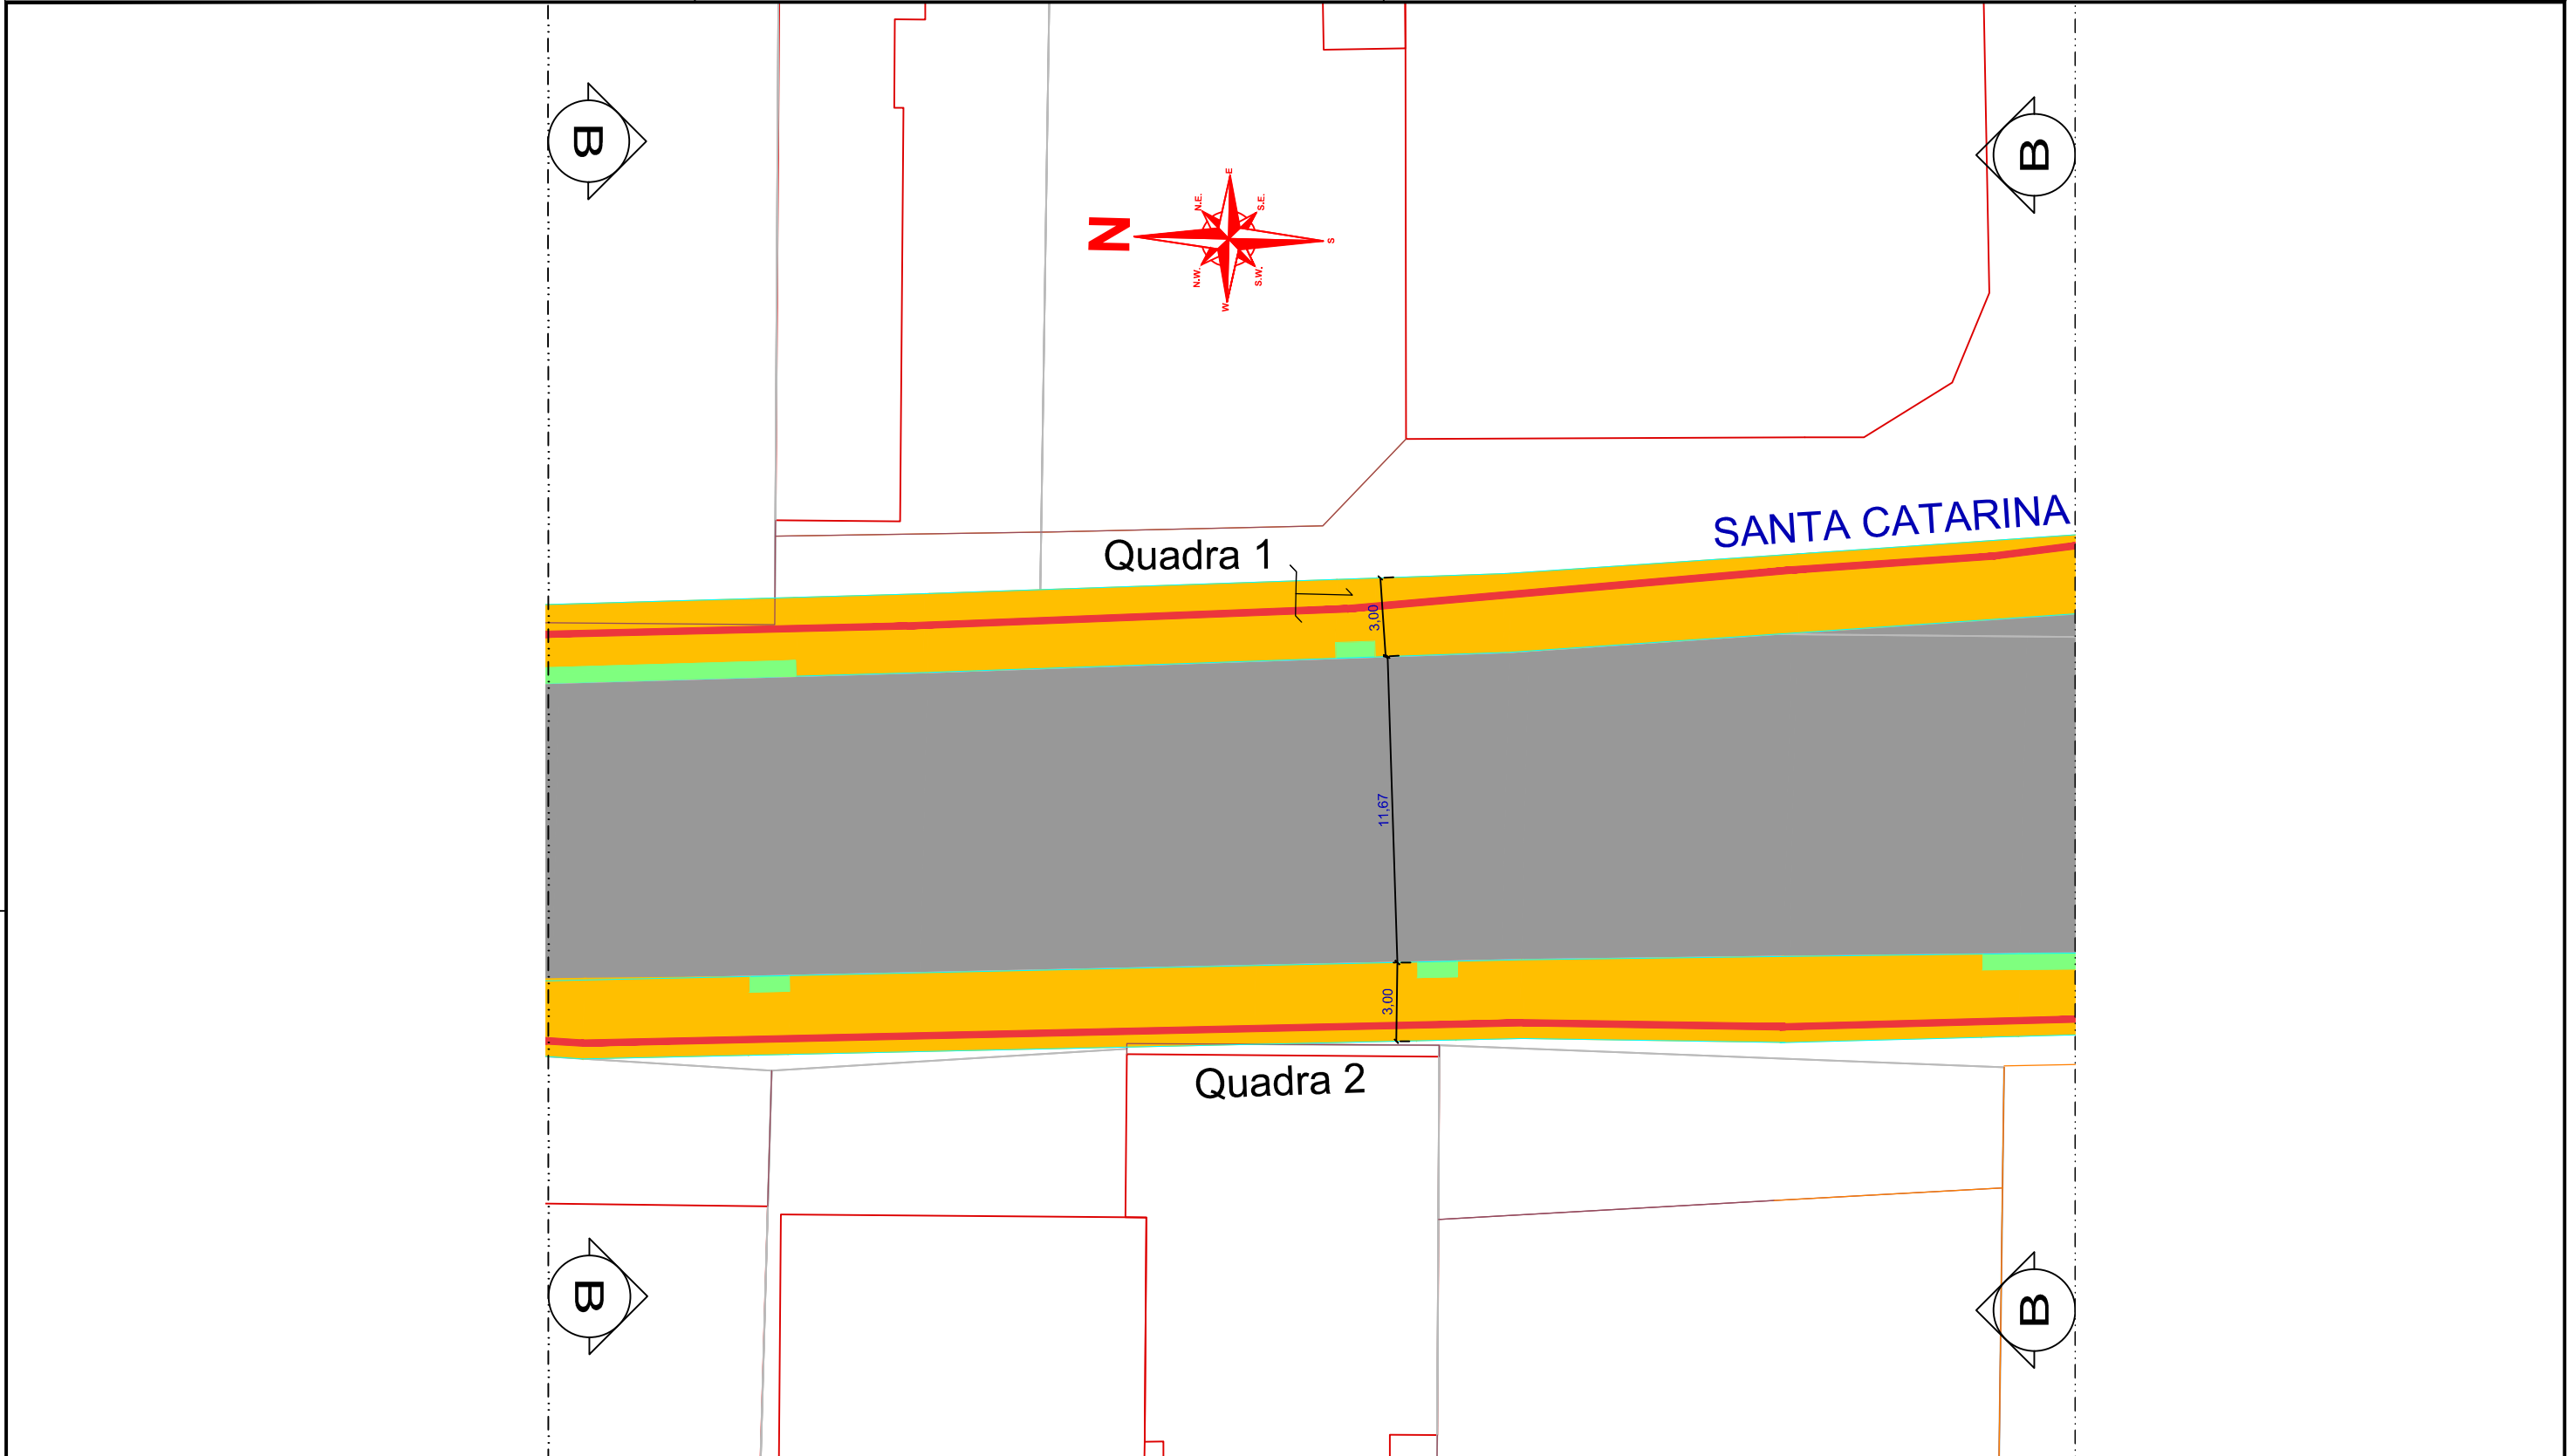 B
B
E
N.E.
S.E.
N
S
N.W.
S.W.
W
SANTA CATARINA
Quadra 1
3,00
11,67
3,00
Quadra 2
B
B